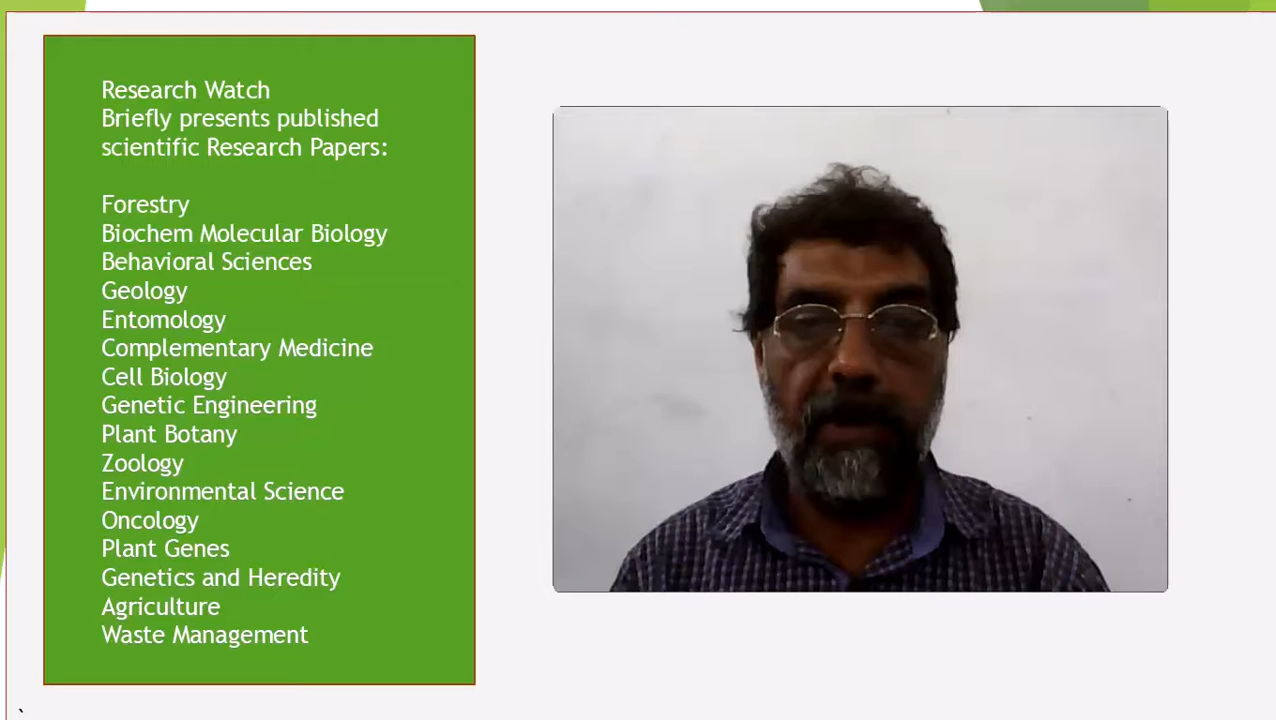 Research Watch
Briefly presents published
scientific Research Papers:
Forestry
Biochem Molecular Biology
Behavioral Sciences
Geology
Entomology
Complementary Medicine
Cell Biology
Genetic Engineering
Plant Botany
Zoology
Environmental Science
Oncology
Plant Genes
Genetics and Heredity
Agriculture
Waste Management
`